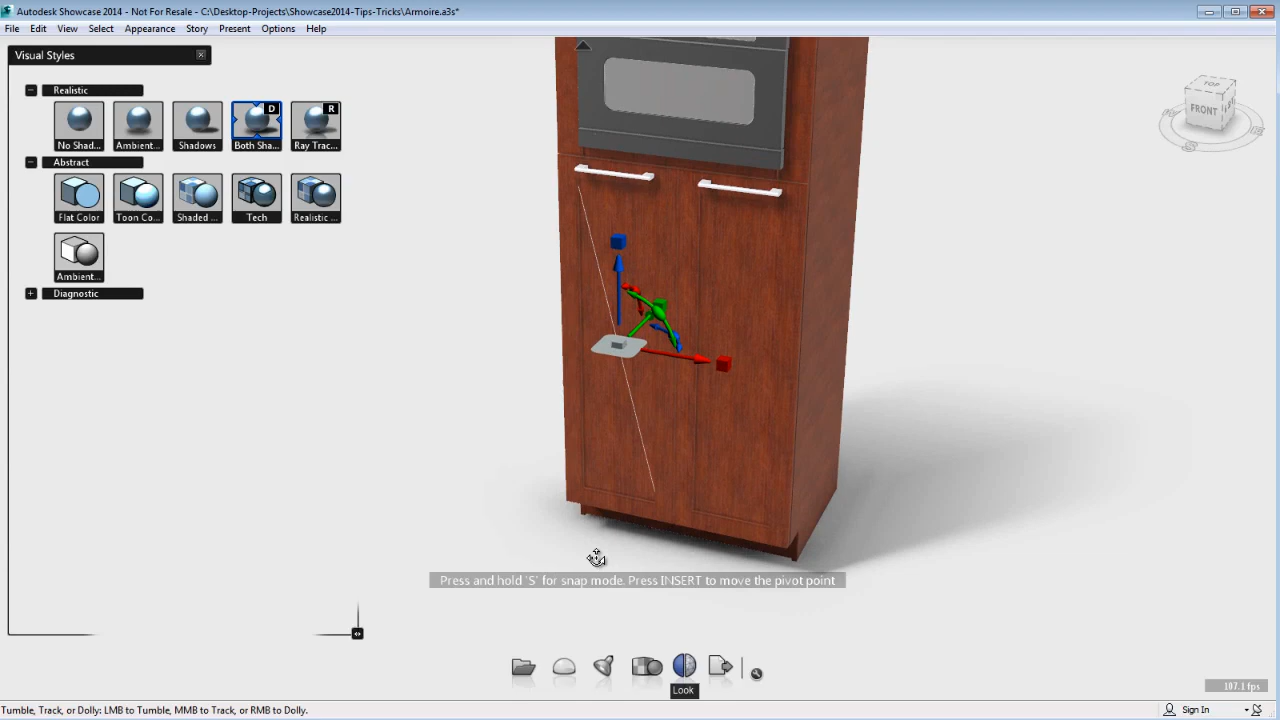 Autodesk Showcase 2014 - Not For Resale - C:\Desktop-Projects\Showcase2014-Tips-Tricks\Armoire.a3s*
File Edit View Select Appearance Story Present Options Help
Visual Styles
Realistic
D
R
No Shad...
Ambient...
Shadows
Both Sha...
Ray Trac...
Abstract
Flat Color
Toon Co...
Shaded ...
Tech
Realistic ...
Ambient...
Diagnostic
TOP
FRONT
S
Press and hold 'S' for snap mode. Press INSERT to move the pivot point
Look
107.1 fps
Tumble, Track, or Dolly: LMB to Tumble, MMB to Track, or RMB to Dolly.
Sign In